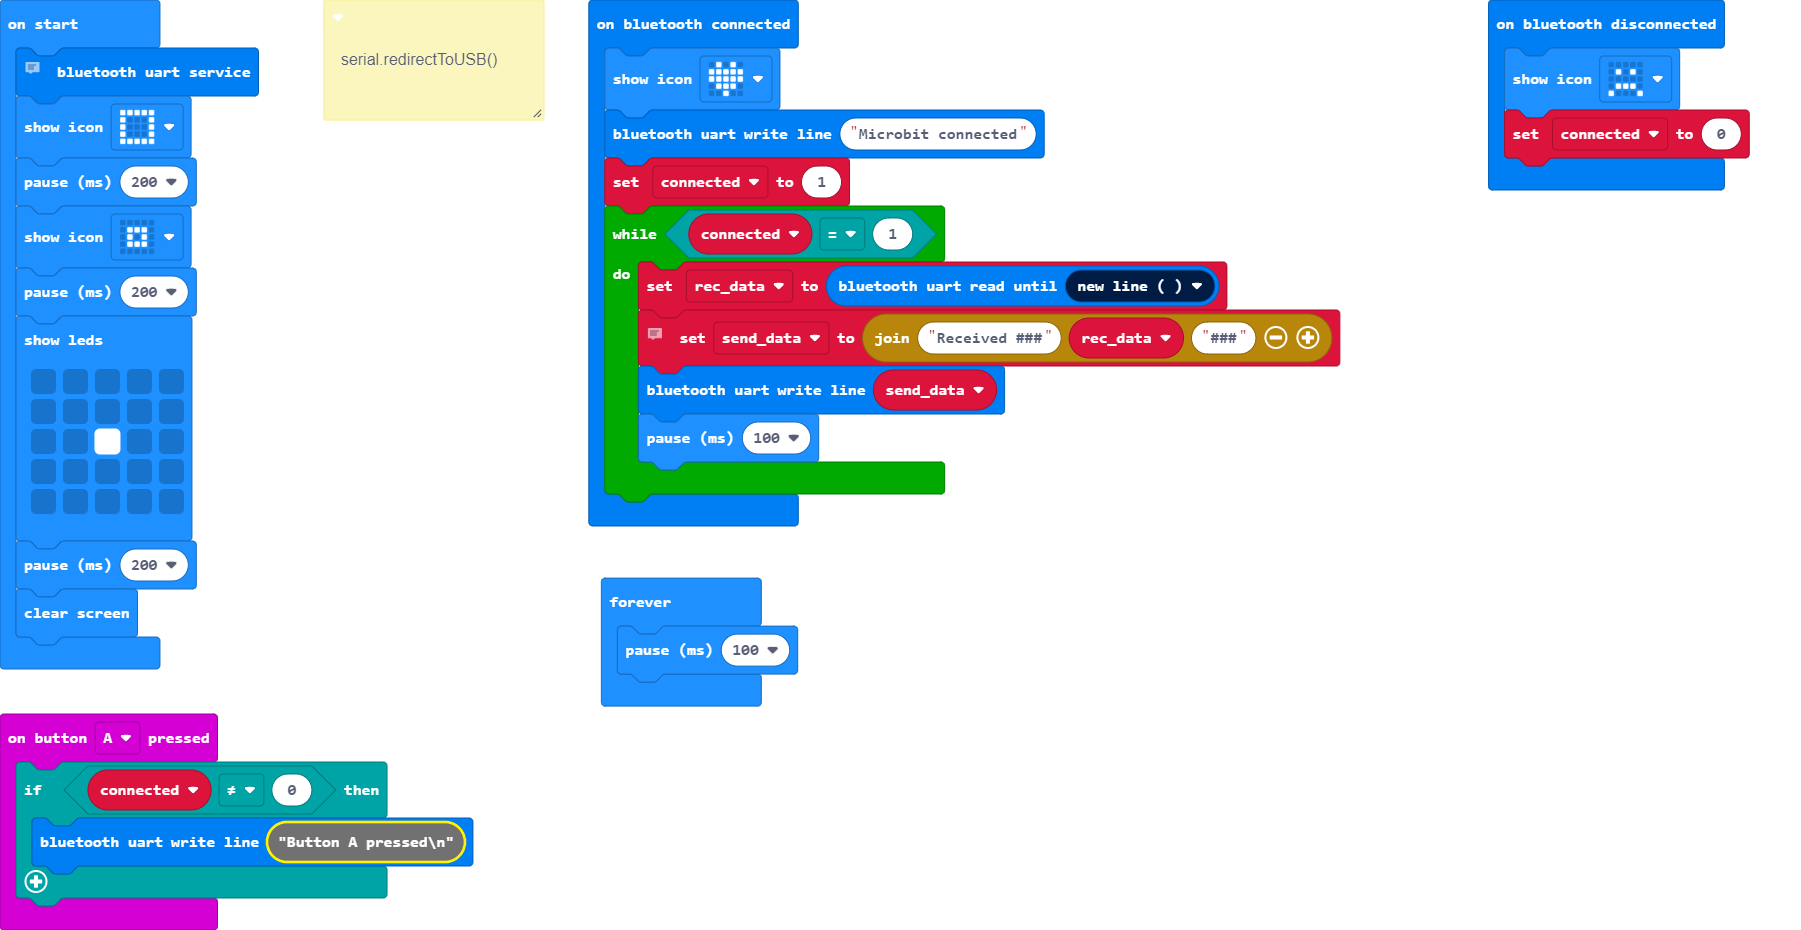 on start
bluetooth uart service
show icon
pause (ms) 200
show icon
pause (ms) 200
show leds
pause (ms) 200
clear screen
serial.redirectToUSB()
on bluetooth connected
show icon
bluetooth uart write line "Microbit connected"
set connected to 1
while connected = 1
do
set rec_data to bluetooth uart read until new line ( )
set send_data to join "Received ###" rec_data "###"
bluetooth uart write line send_data
pause (ms) 100
on bluetooth disconnected
show icon
set connected to 0
forever
pause (ms) 100
on button A pressed
if connected ≠ 0 then
bluetooth uart write line "Button A pressed\n"